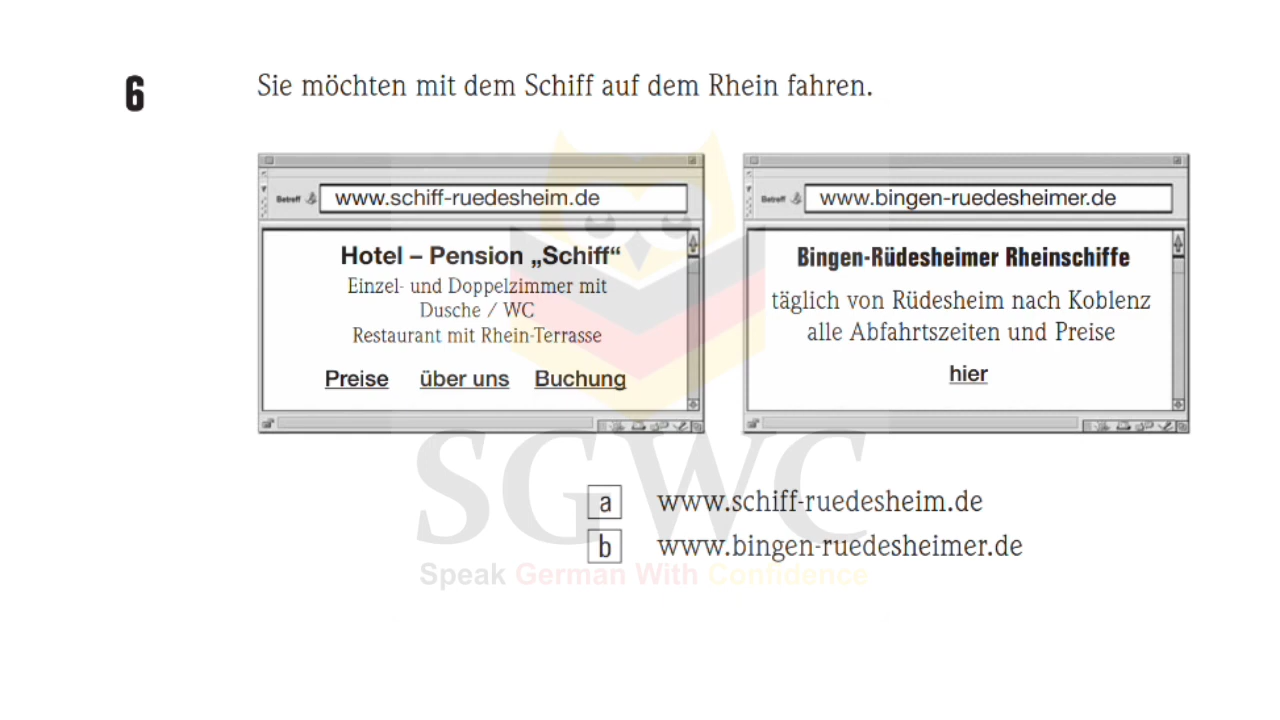 6
Sie möchten mit dem Schiff auf dem Rhein fahren.
Betreff
www.schiff-ruedesheim.de
Hotel – Pension „Schiff“
Einzel- und Doppelzimmer mit
Dusche / WC
Restaurant mit Rhein-Terrasse
Preise über uns Buchung
Betreff
www.bingen-ruedesheimer.de
Bingen-Rüdesheimer Rheinschiffe
täglich von Rüdesheim nach Koblenz
alle Abfahrtszeiten und Preise
hier
a www.schiff-ruedesheim.de
b www.bingen-ruedesheimer.de
SGWC
Speak German With Confidence